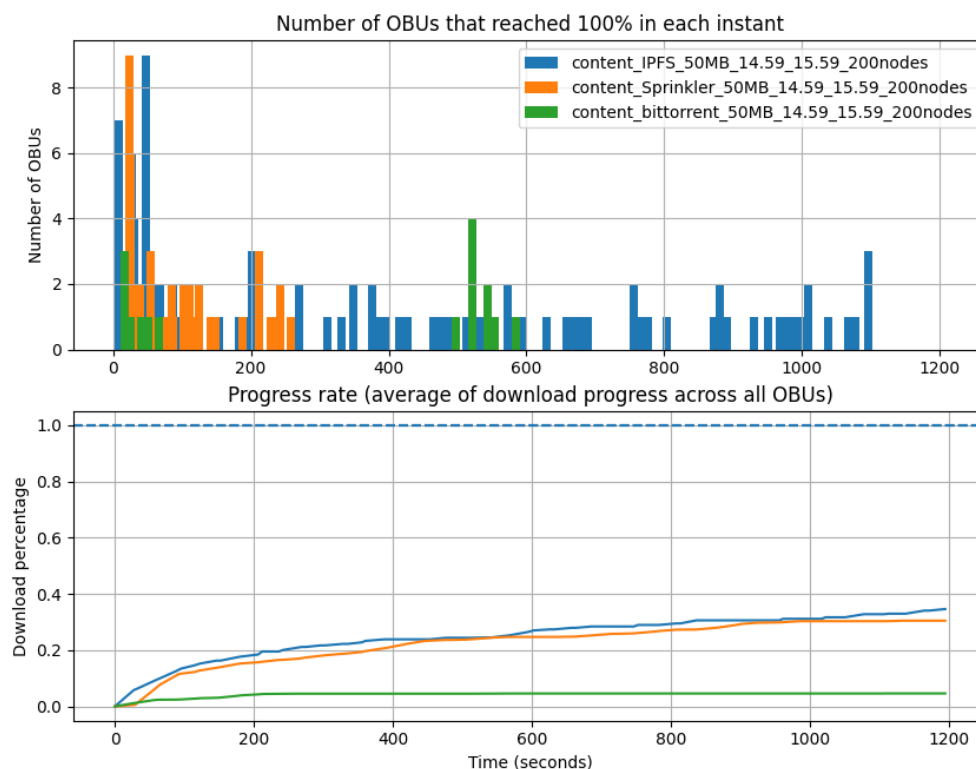 Number of OBUs that reached 100% in each instant
content_IPFS_50MB_14.59_15.59_200nodes
content_Sprinkler_50MB_14.59_15.59_200nodes
content_bittorrent_50MB_14.59_15.59_200nodes
Number of OBUs
8
6
4
2
0
0 200 400 600 800 1000 1200
Progress rate (average of download progress across all OBUs)
Download percentage
1.0
0.8
0.6
0.4
0.2
0.0
0 200 400 600 800 1000 1200
Time (seconds)